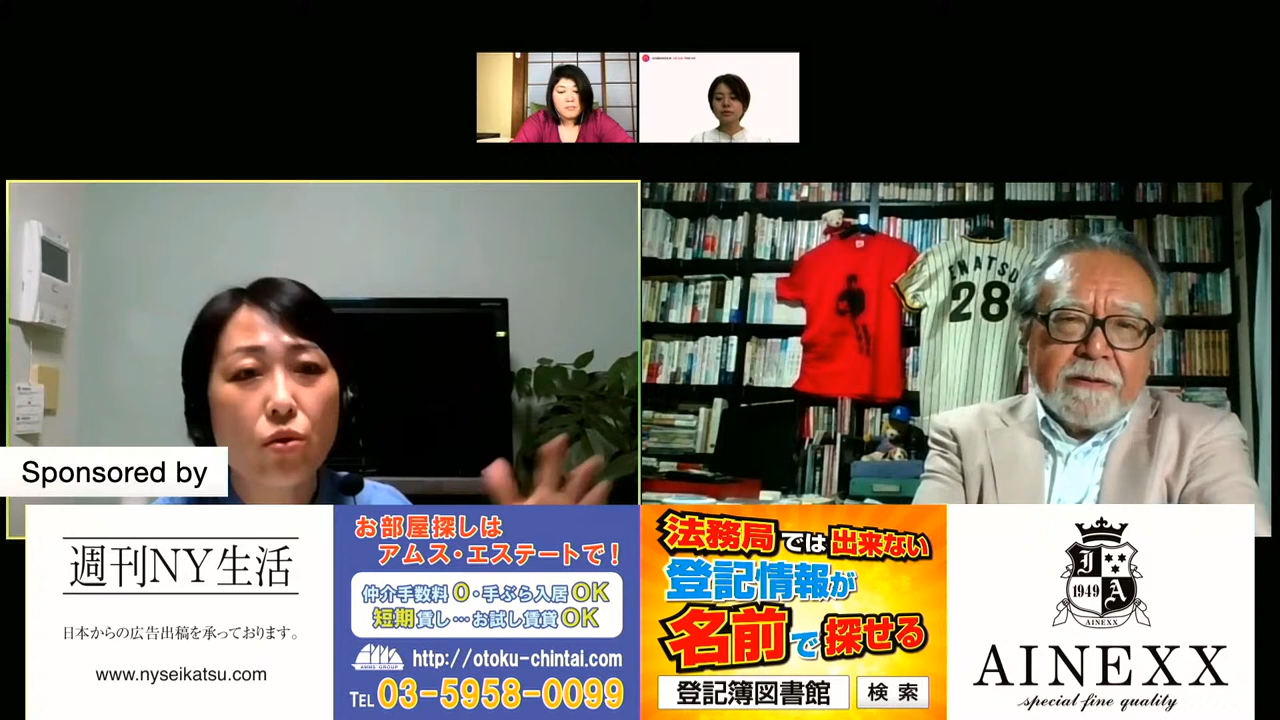 ENATSU
28
Sponsored by
週刊NY生活
日本からの広告出稿を承っております。
www.nyseikatsu.com
お部屋探しは
アムス・エステートで!
仲介手数料0・手ぶら入居OK
短期貸し…お試し賃貸OK
AMMS GROUP
http://otoku-chintai.com
TEL 03-5958-0099
法務局では出来ない
登記情報が
名前で探せる
登記簿図書館 検索
I A
1949
AINEXX
AINEXX
special fine quality